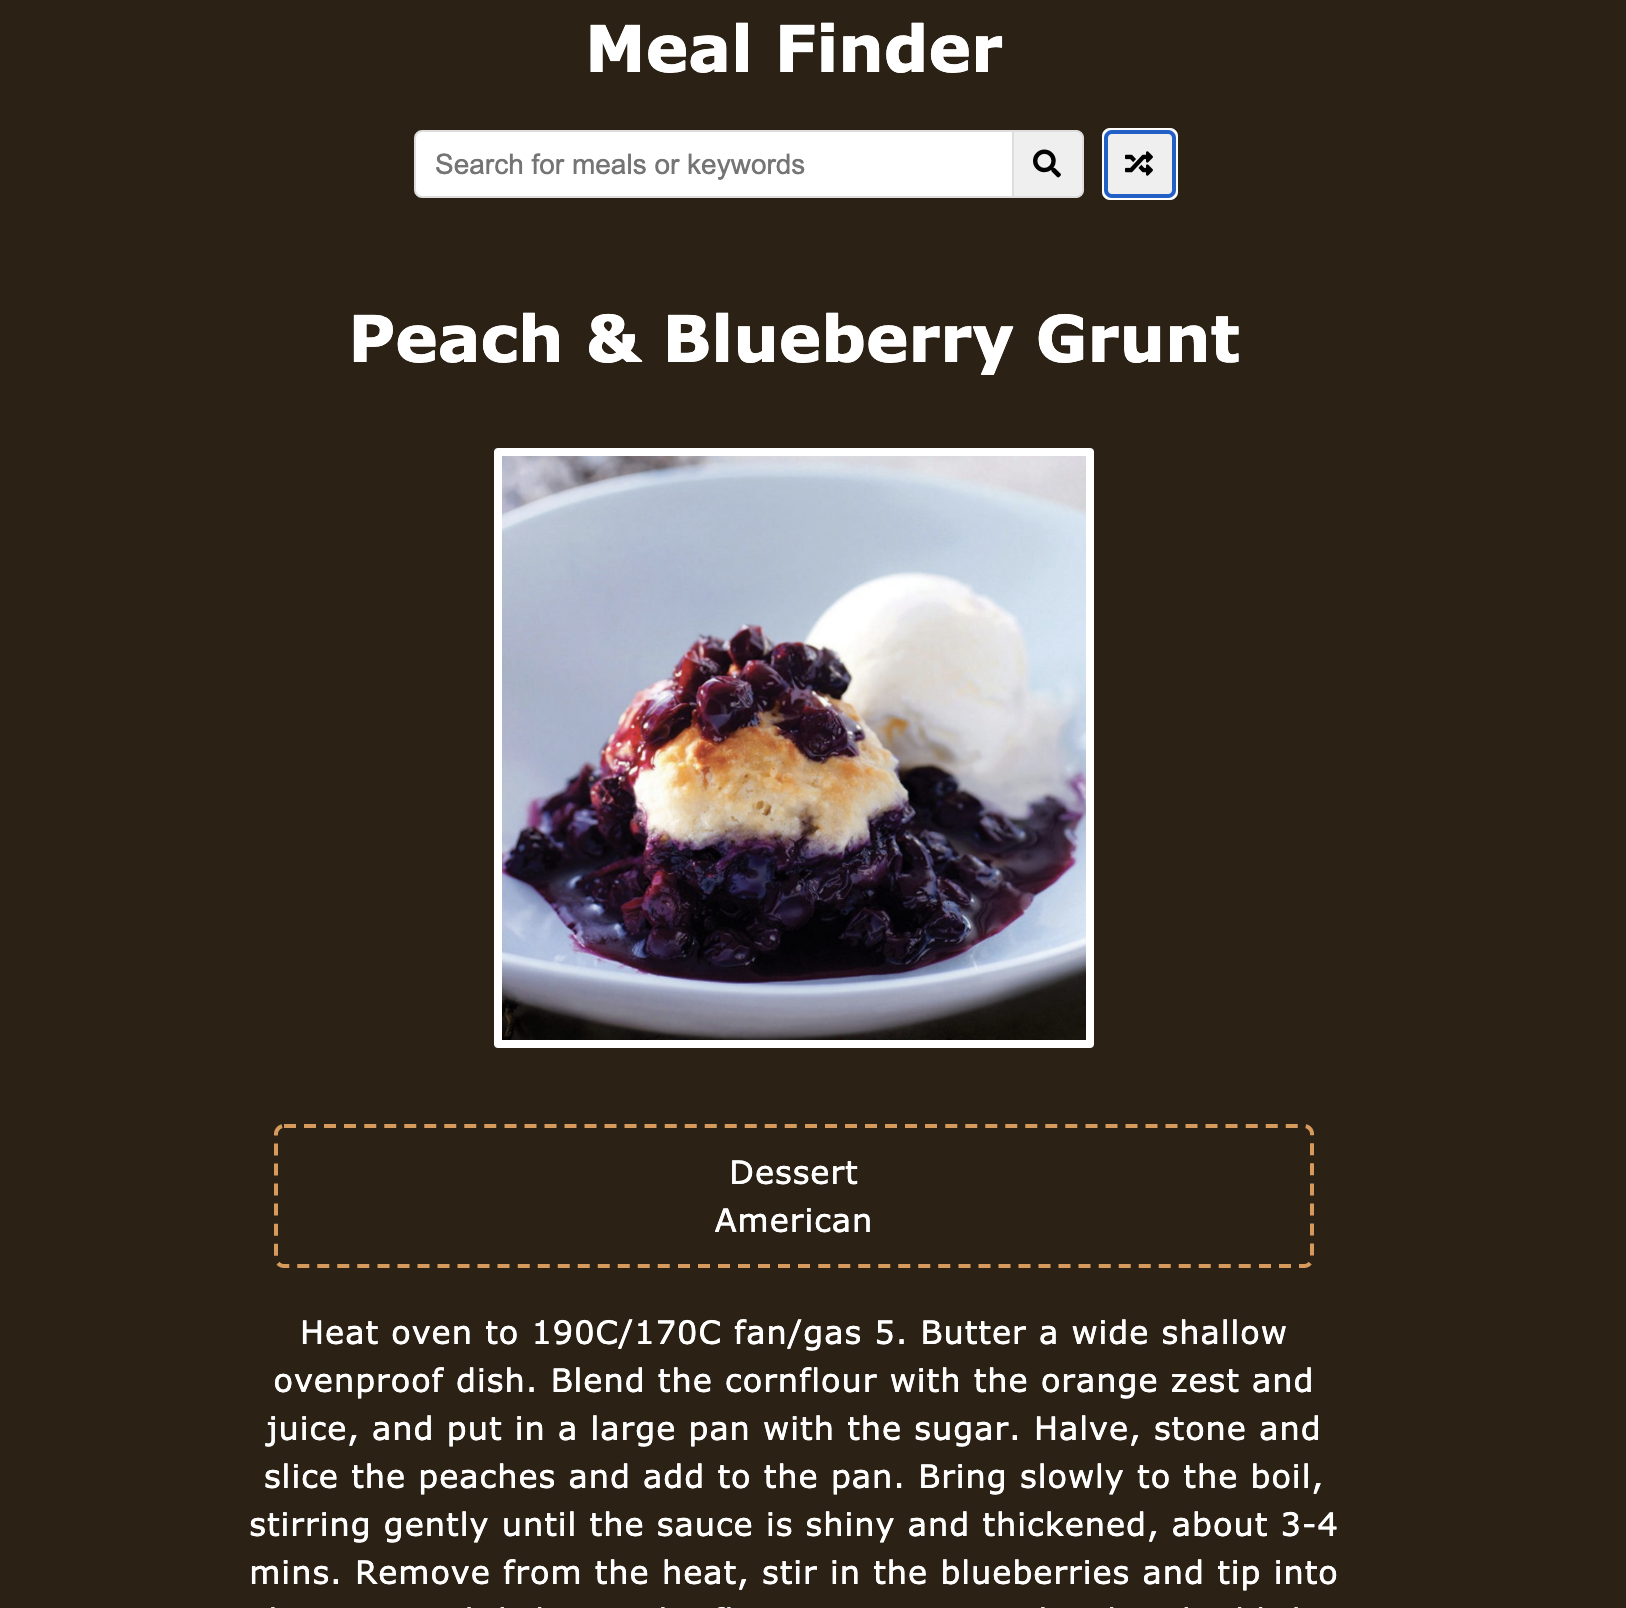 Meal Finder
Search for meals or keywords
Peach & Blueberry Grunt
Dessert
American
Heat oven to 190C/170C fan/gas 5. Butter a wide shallow
ovenproof dish. Blend the cornflour with the orange zest and
juice, and put in a large pan with the sugar. Halve, stone and
slice the peaches and add to the pan. Bring slowly to the boil,
stirring gently until the sauce is shiny and thickened, about 3-4
mins. Remove from the heat, stir in the blueberries and tip into